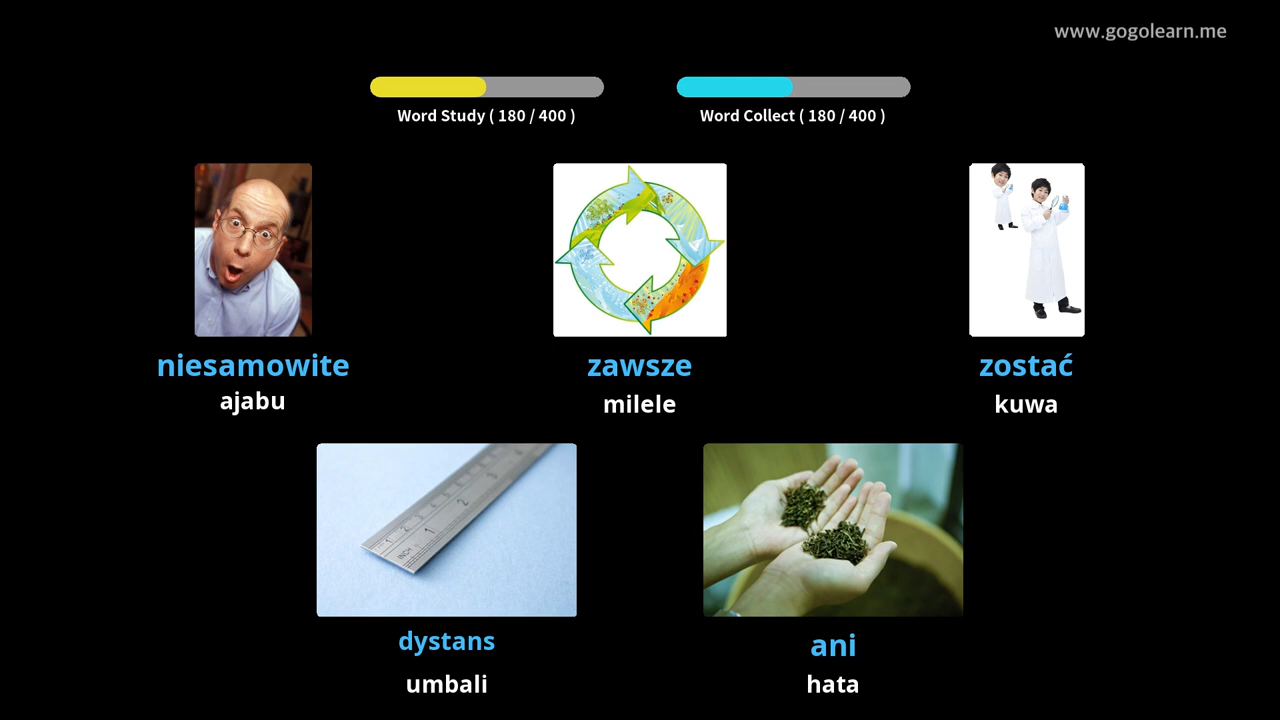 www.gogolearn.me
Word Study ( 180 / 400 )
Word Collect ( 180 / 400 )
niesamowite
ajabu
zawsze
milele
zostać
kuwa
dystans
umbali
ani
hata